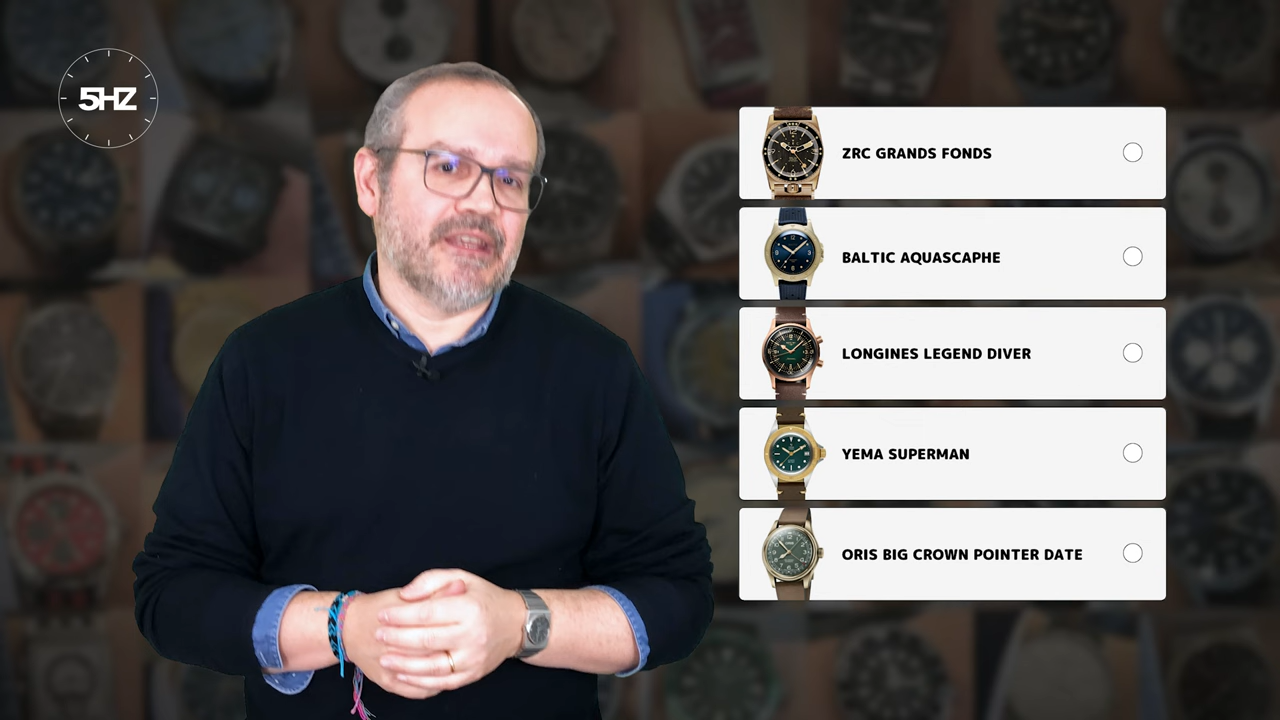 5HZ
ZRC GRANDS FONDS
BALTIC AQUASCAPHE
LONGINES LEGEND DIVER
YEMA SUPERMAN
ORIS BIG CROWN POINTER DATE